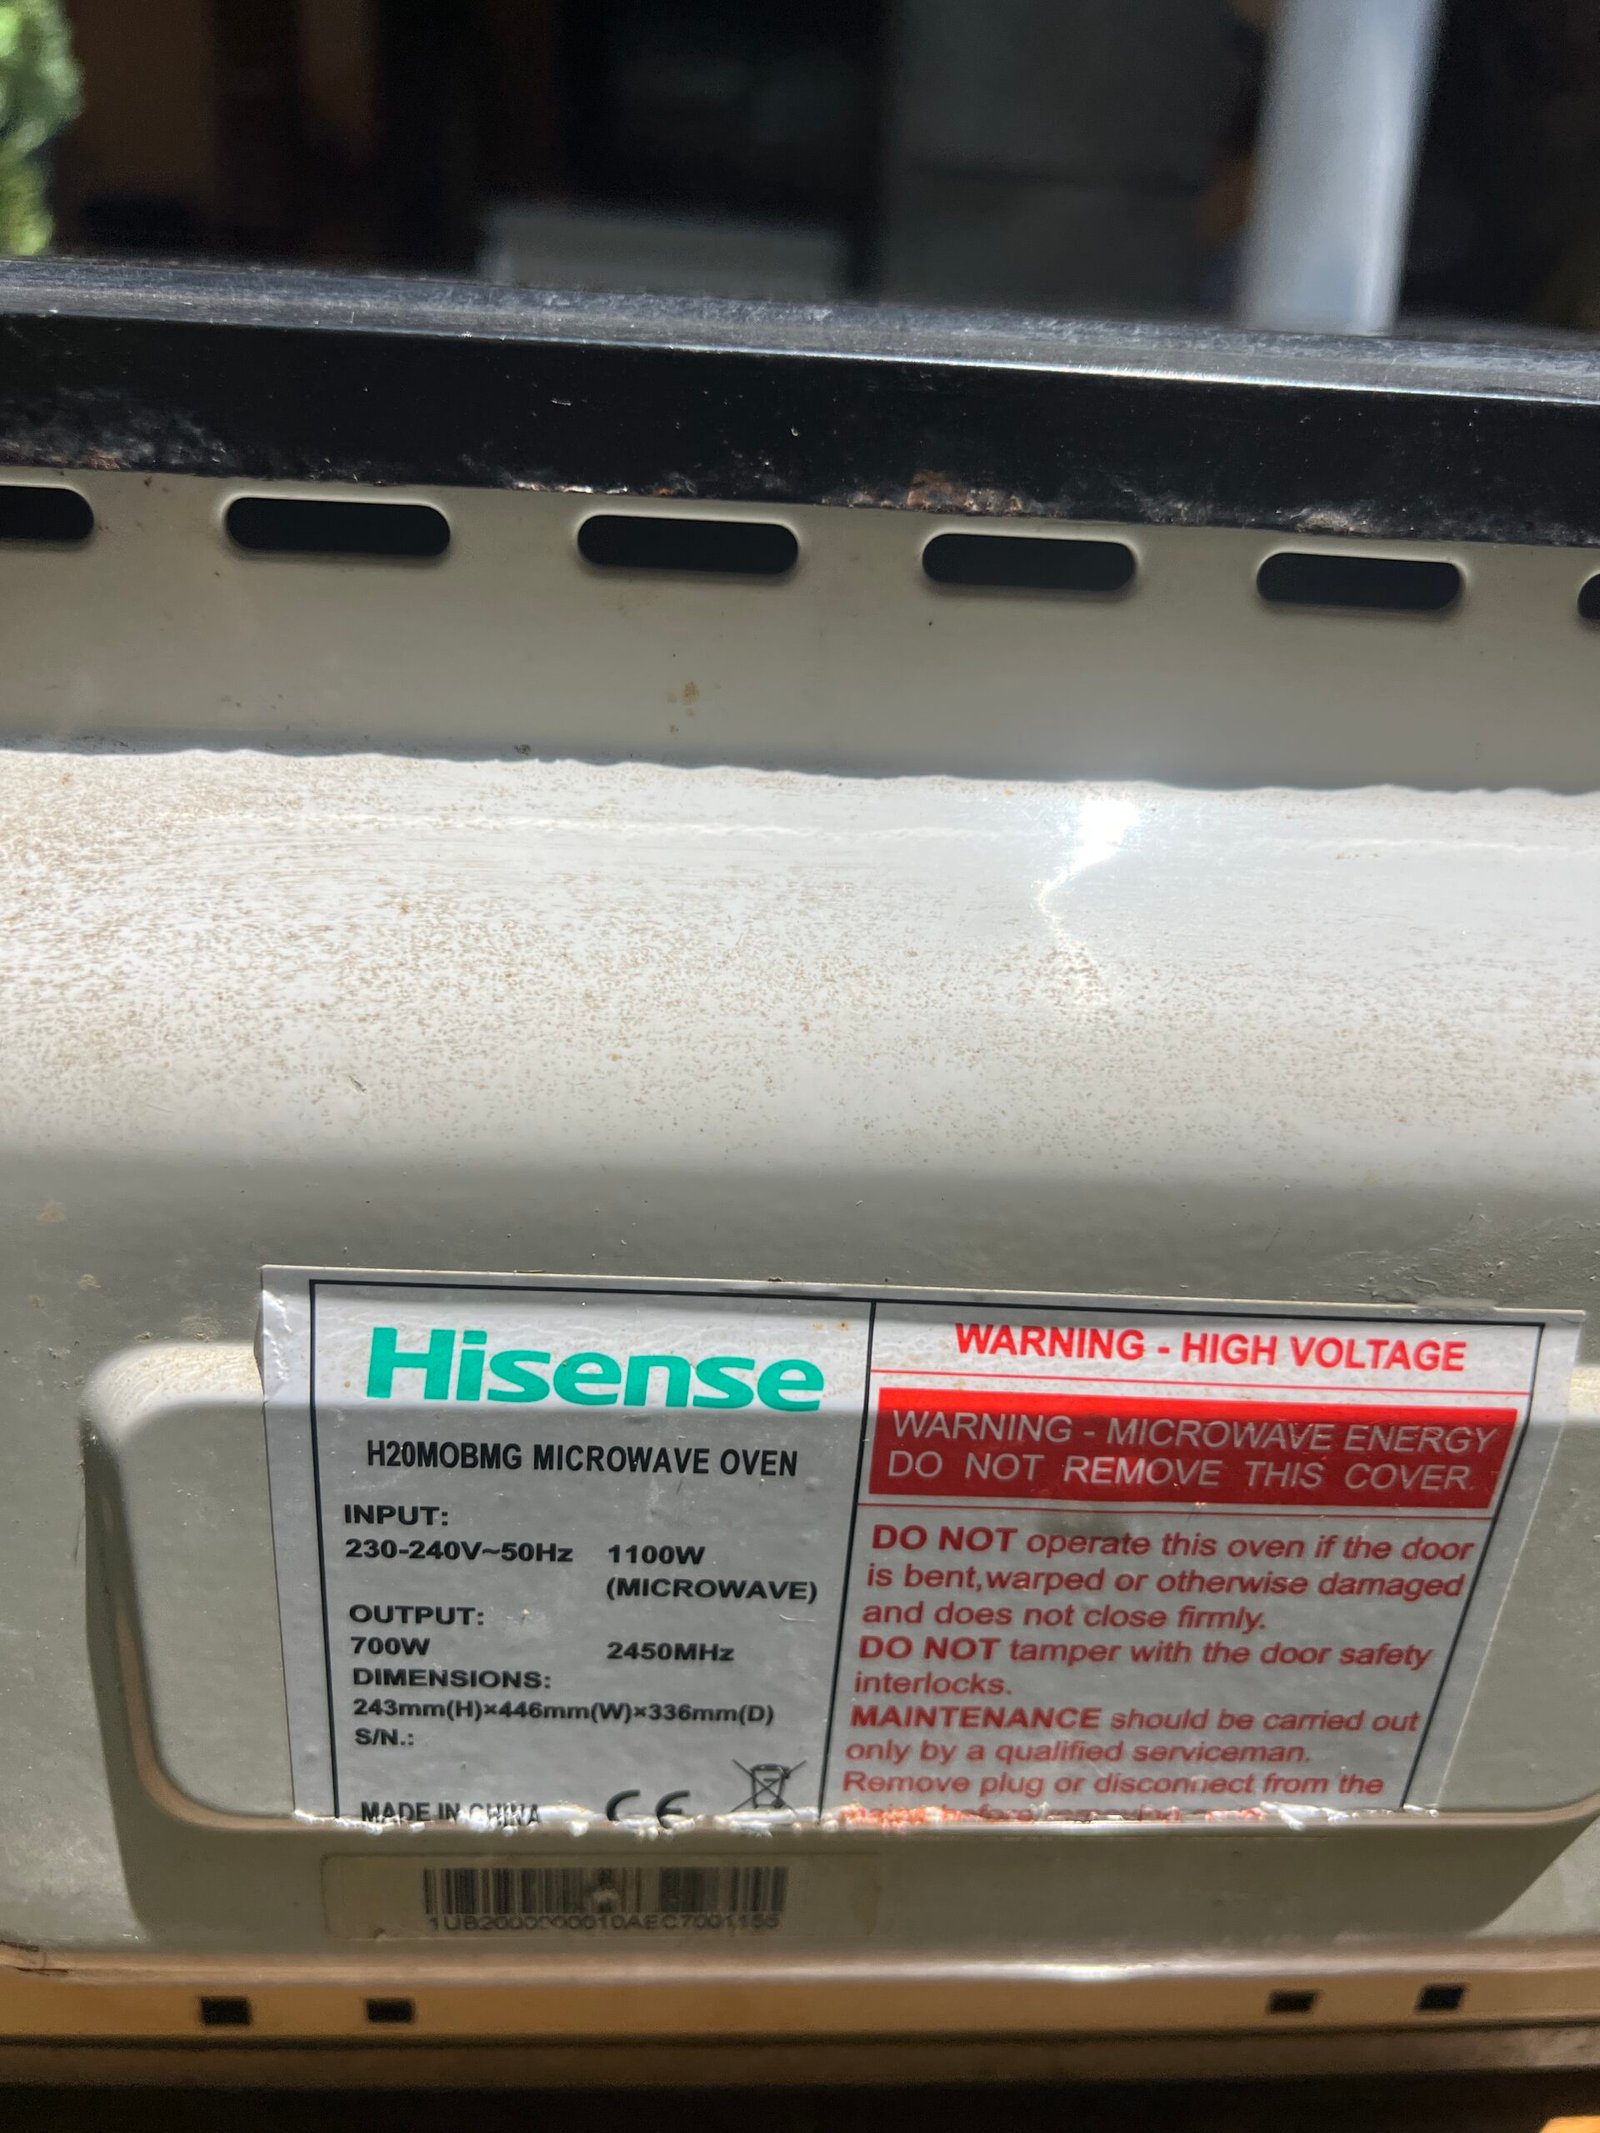 Hisense
H20MOBMG MICROWAVE OVEN
INPUT:
230-240V~50Hz 1100W
(MICROWAVE)
OUTPUT:
700W 2450MHz
DIMENSIONS:
243mm(H)×446mm(W)×336mm(D)
S/N.:
MADE IN CHINA CE
WARNING - HIGH VOLTAGE
WARNING - MICROWAVE ENERGY
DO NOT REMOVE THIS COVER.
DO NOT operate this oven if the door
is bent,warped or otherwise damaged
and does not close firmly.
DO NOT tamper with the door safety
interlocks.
MAINTENANCE should be carried out
only by a qualified serviceman.
Remove plug or disconnect from the